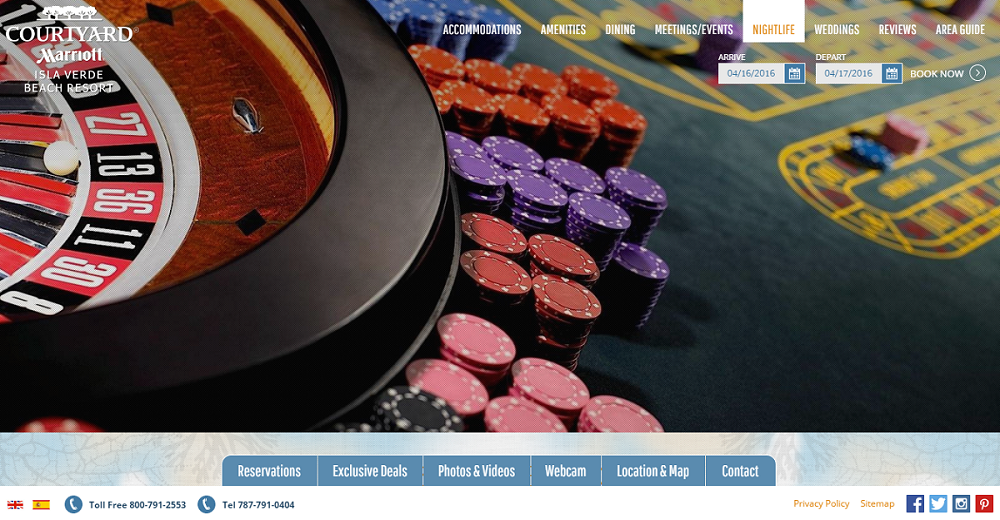 COURTYARD
Marriott
ISLA VERDE
BEACH RESORT
ACCOMMODATIONS AMENITIES DINING MEETINGS/EVENTS NIGHTLIFE WEDDINGS REVIEWS AREA GUIDE
ARRIVE DEPART
04/16/2016 04/17/2016 BOOK NOW
27
13
36
11
30
8
Reservations Exclusive Deals Photos & Videos Webcam Location & Map Contact
Toll Free 800-791-2553 Tel 787-791-0404 Privacy Policy Sitemap